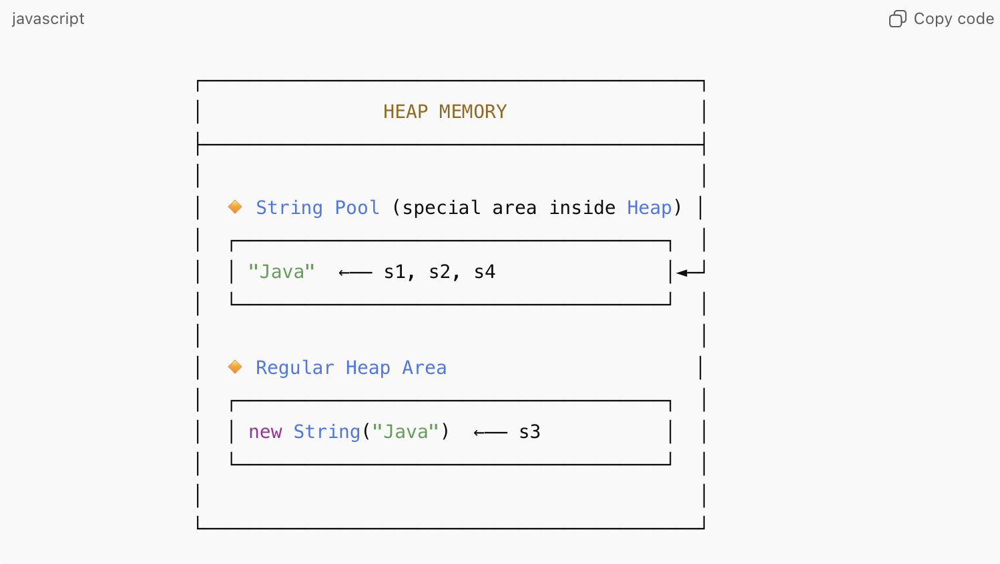 javascript
Copy code
HEAP MEMORY
String Pool (special area inside Heap)
"Java" ←── s1, s2, s4
Regular Heap Area
new String("Java") ←── s3